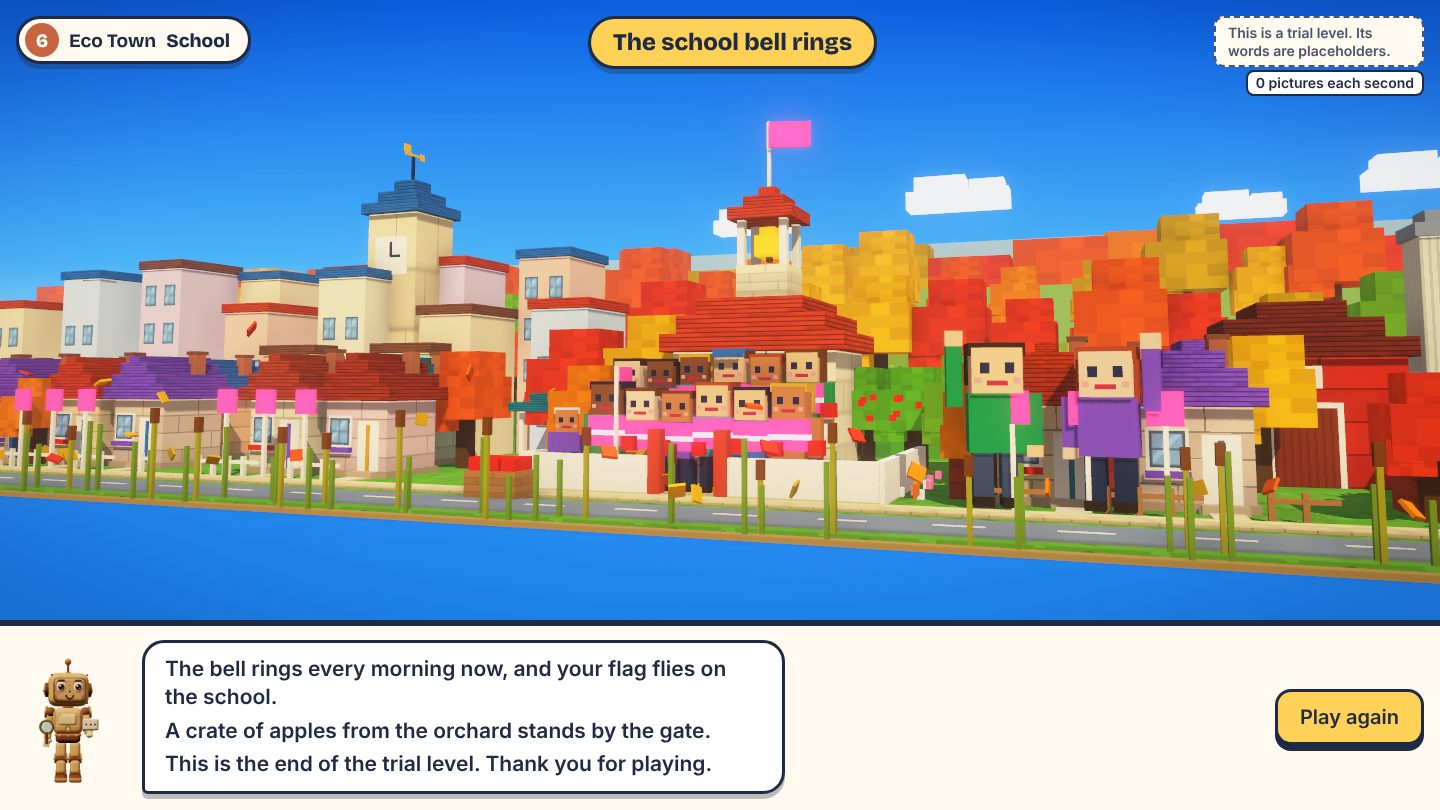 6 Eco Town School
The school bell rings
This is a trial level. Its
words are placeholders.
0 pictures each second
The bell rings every morning now, and your flag flies on
the school.
A crate of apples from the orchard stands by the gate.
This is the end of the trial level. Thank you for playing.
Play again